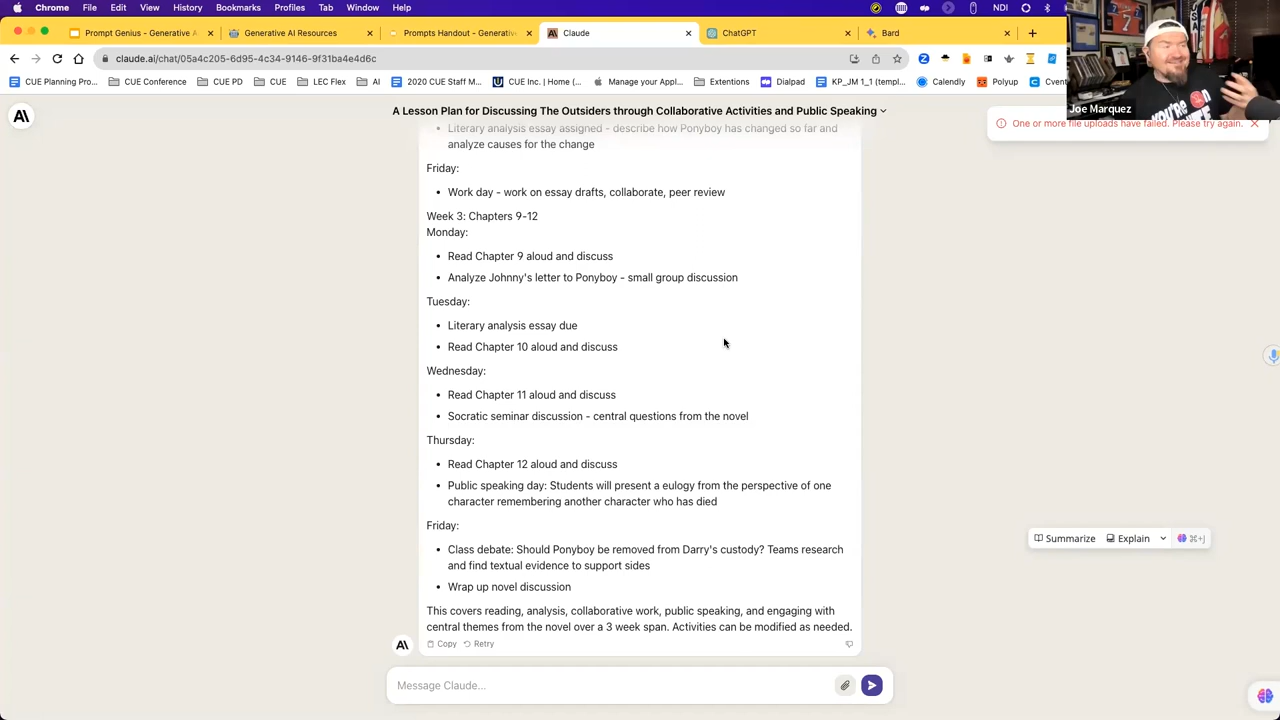 Chrome File Edit View History Bookmarks Profiles Tab Window Help NDI
Prompt Genius - Generative A Generative AI Resources Prompts Handout - Generative Claude ChatGPT Bard
claude.ai/chat/05a4c205-6d95-4c34-9146-9f31ba4e4d6c
CUE Planning Pro... CUE Conference CUE PD CUE LEC Flex AI 2020 CUE Staff M... CUE Inc. | Home (... Manage your Appl... Extentions Dialpad KP_JM 1_1 (templ... Calendly Polyup Cvent
Joe Marquez
A Lesson Plan for Discussing The Outsiders through Collaborative Activities and Public Speaking
One or more file uploads have failed. Please try again.
• Literary analysis essay assigned - describe how Ponyboy has changed so far and
analyze causes for the change
Friday:
• Work day - work on essay drafts, collaborate, peer review
Week 3: Chapters 9-12
Monday:
• Read Chapter 9 aloud and discuss
• Analyze Johnny's letter to Ponyboy - small group discussion
Tuesday:
• Literary analysis essay due
• Read Chapter 10 aloud and discuss
Wednesday:
• Read Chapter 11 aloud and discuss
• Socratic seminar discussion - central questions from the novel
Thursday:
• Read Chapter 12 aloud and discuss
• Public speaking day: Students will present a eulogy from the perspective of one
character remembering another character who has died
Friday:
Summarize Explain ⌘+J
• Class debate: Should Ponyboy be removed from Darry's custody? Teams research
and find textual evidence to support sides
• Wrap up novel discussion
This covers reading, analysis, collaborative work, public speaking, and engaging with
central themes from the novel over a 3 week span. Activities can be modified as needed.
Copy Retry
Message Claude...